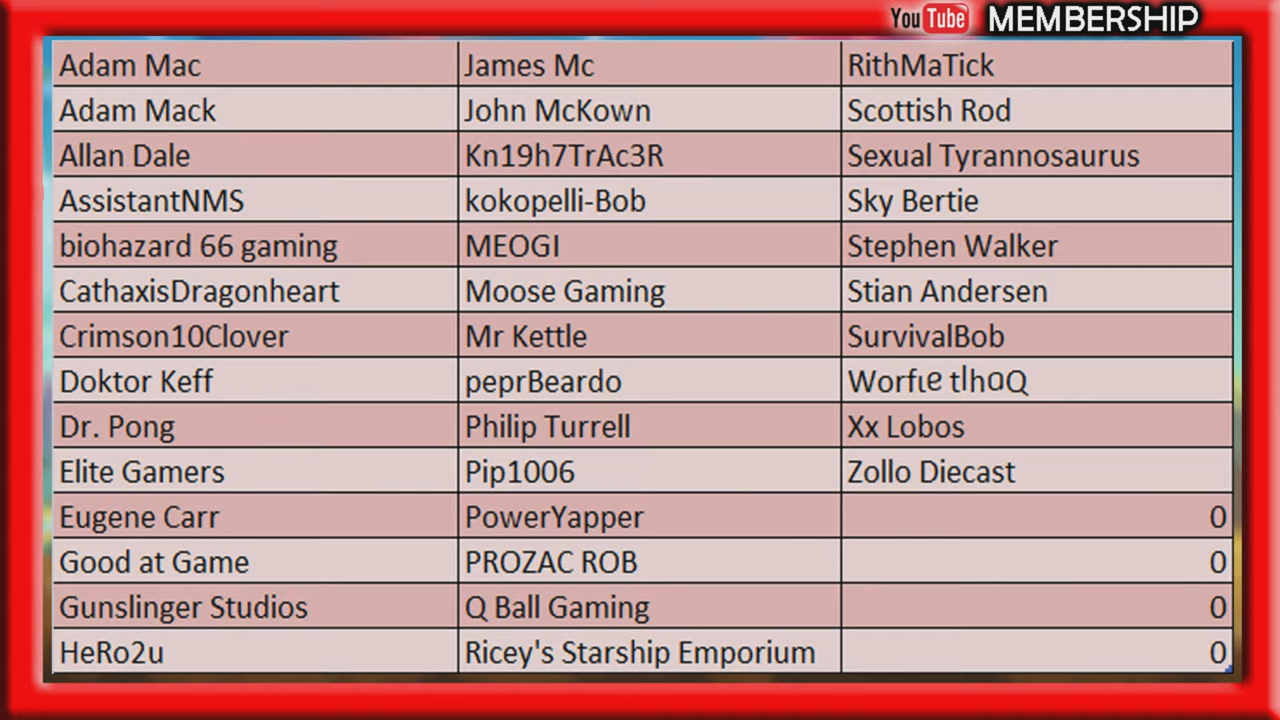 YouTube MEMBERSHIP
Adam Mac James Mc RithMaTick
Adam Mack John McKown Scottish Rod
Allan Dale Kn19h7TrAc3R Sexual Tyrannosaurus
AssistantNMS kokopelli-Bob Sky Bertie
biohazard 66 gaming MEOGI Stephen Walker
CathaxisDragonheart Moose Gaming Stian Andersen
Crimson10Clover Mr Kettle SurvivalBob
Doktor Keff peprBeardo
Dr. Pong Philip Turrell Xx Lobos
Elite Gamers Pip1006 Zollo Diecast
Eugene Carr PowerYapper 0
Good at Game PROZAC ROB 0
Gunslinger Studios Q Ball Gaming 0
HeRo2u Ricey's Starship Emporium 0